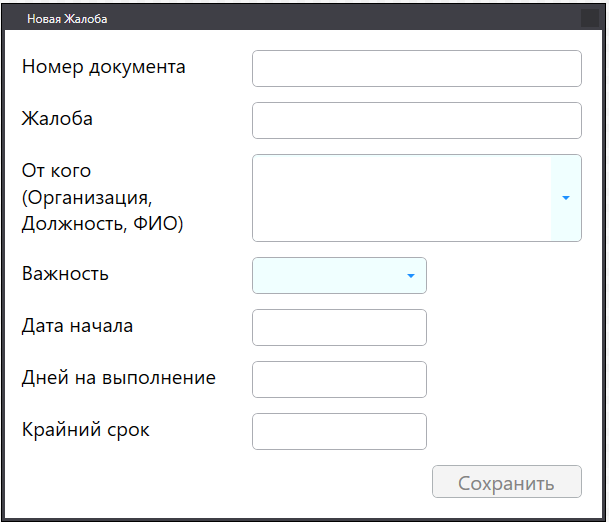 Новая Жалоба
Номер документа
Жалоба
От кого
(Организация,
Должность, ФИО)
Важность
Дата начала
Дней на выполнение
Крайний срок
Сохранить